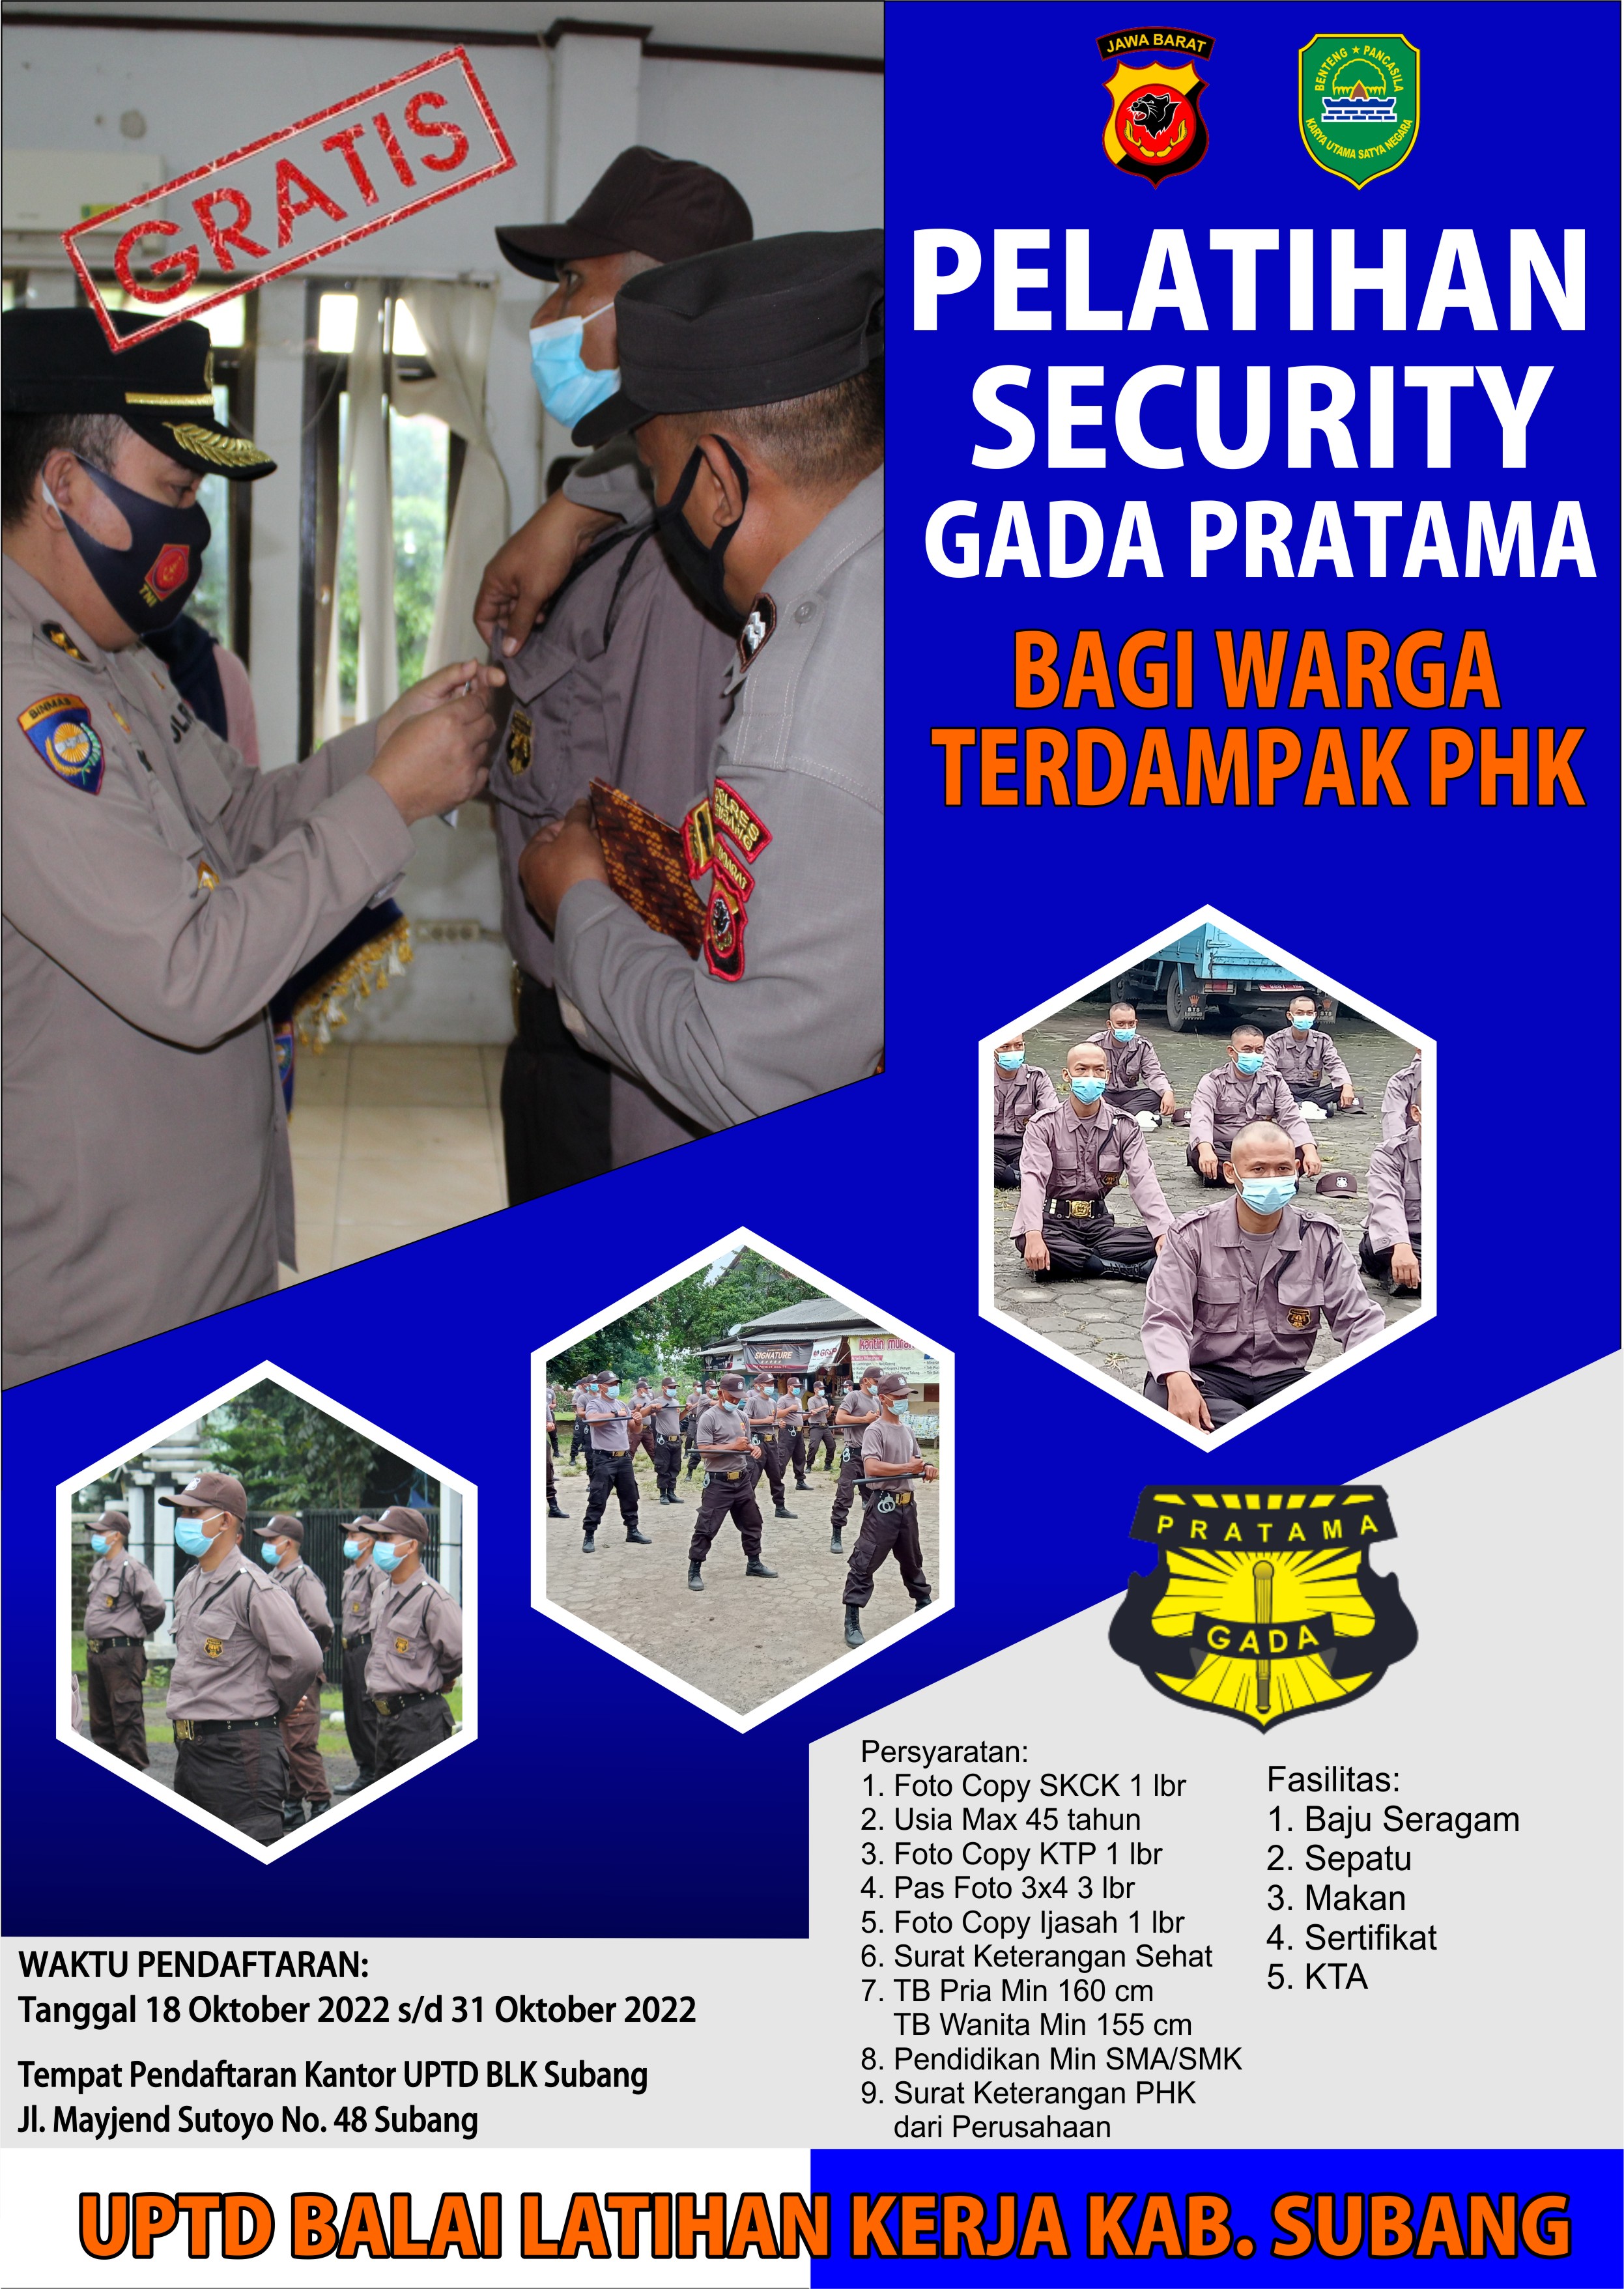 GRATIS
JAWA BARAT
BENTENG ★ PANCASILA
KARYA UTAMA SATYA NEGARA
PELATIHAN
SECURITY
GADA PRATAMA
BAGI WARGA
TERDAMPAK PHK
TNI
BINMAS
SIGNATURE
PRATAMA
GADA
Persyaratan:
1. Foto Copy SKCK 1 lbr
2. Usia Max 45 tahun
3. Foto Copy KTP 1 lbr
4. Pas Foto 3x4 3 lbr
5. Foto Copy Ijasah 1 lbr
6. Surat Keterangan Sehat
7. TB Pria Min 160 cm
TB Wanita Min 155 cm
8. Pendidikan Min SMA/SMK
9. Surat Keterangan PHK
dari Perusahaan
Fasilitas:
1. Baju Seragam
2. Sepatu
3. Makan
4. Sertifikat
5. KTA
WAKTU PENDAFTARAN:
Tanggal 18 Oktober 2022 s/d 31 Oktober 2022
Tempat Pendaftaran Kantor UPTD BLK Subang
Jl. Mayjend Sutoyo No. 48 Subang
UPTD BALAI LATIHAN KERJA KAB. SUBANG